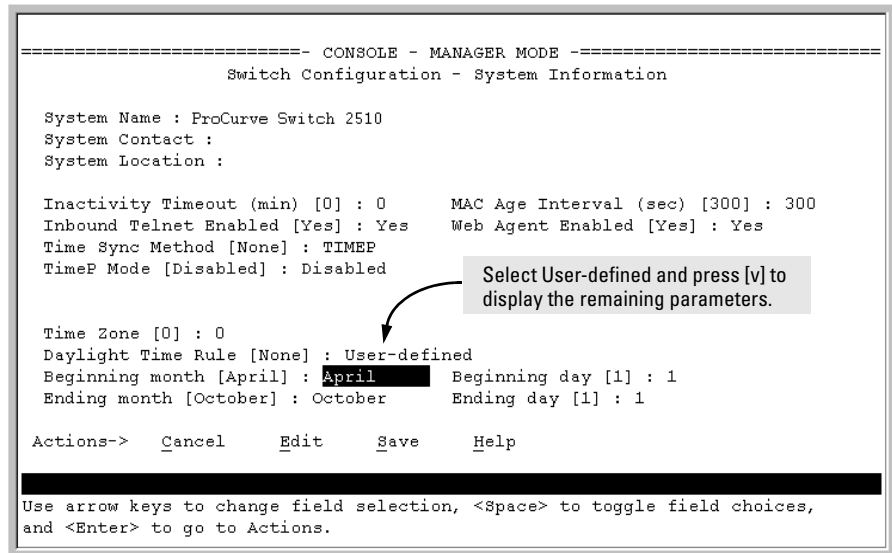 ===========================- CONSOLE - MANAGER MODE -============================
Switch Configuration - System Information
System Name : ProCurve Switch 2510
System Contact :
System Location :
Inactivity Timeout (min) [0] : 0 MAC Age Interval (sec) [300] : 300
Inbound Telnet Enabled [Yes] : Yes Web Agent Enabled [Yes] : Yes
Time Sync Method [None] : TIMEP
TimeP Mode [Disabled] : Disabled
Select User-defined and press [v] to
display the remaining parameters.
Time Zone [0] : 0
Daylight Time Rule [None] : User-defined
Beginning month [April] : April Beginning day [1] : 1
Ending month [October] : October Ending day [1] : 1
Actions-> Cancel Edit Save Help
Use arrow keys to change field selection, <Space> to toggle field choices,
and <Enter> to go to Actions.